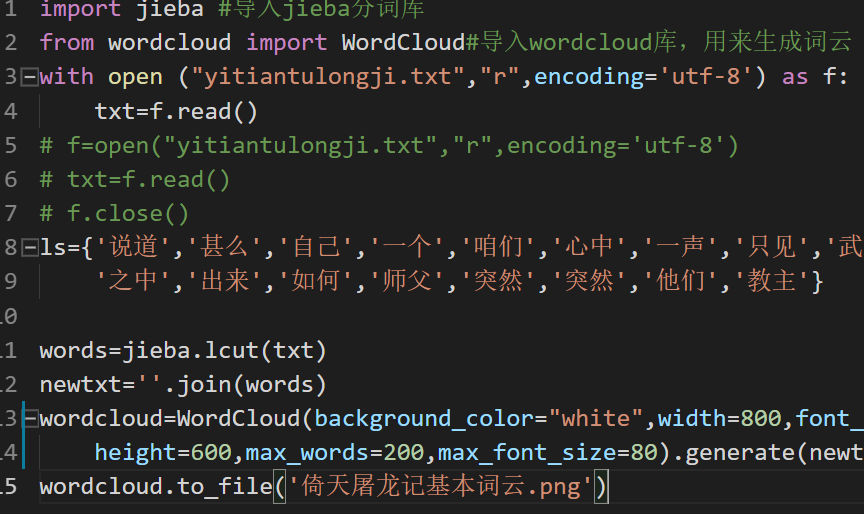 1 import jieba #导入jieba分词库
2 from wordcloud import WordCloud#导入wordcloud库，用来生成词云
3 with open ("yitiantulongji.txt","r",encoding='utf-8') as f:
4 txt=f.read()
5 # f=open("yitiantulongji.txt","r",encoding='utf-8')
6 # txt=f.read()
7 # f.close()
8 ls={'说道','甚么','自己','一个','咱们','心中','一声','只见','武
9 '之中','出来','如何','师父','突然','突然','他们','教主'}
10
11 words=jieba.lcut(txt)
12 newtxt=''.join(words)
13 wordcloud=WordCloud(background_color="white",width=800,font_
14 height=600,max_words=200,max_font_size=80).generate(newt
15 wordcloud.to_file('倚天屠龙记基本词云.png')